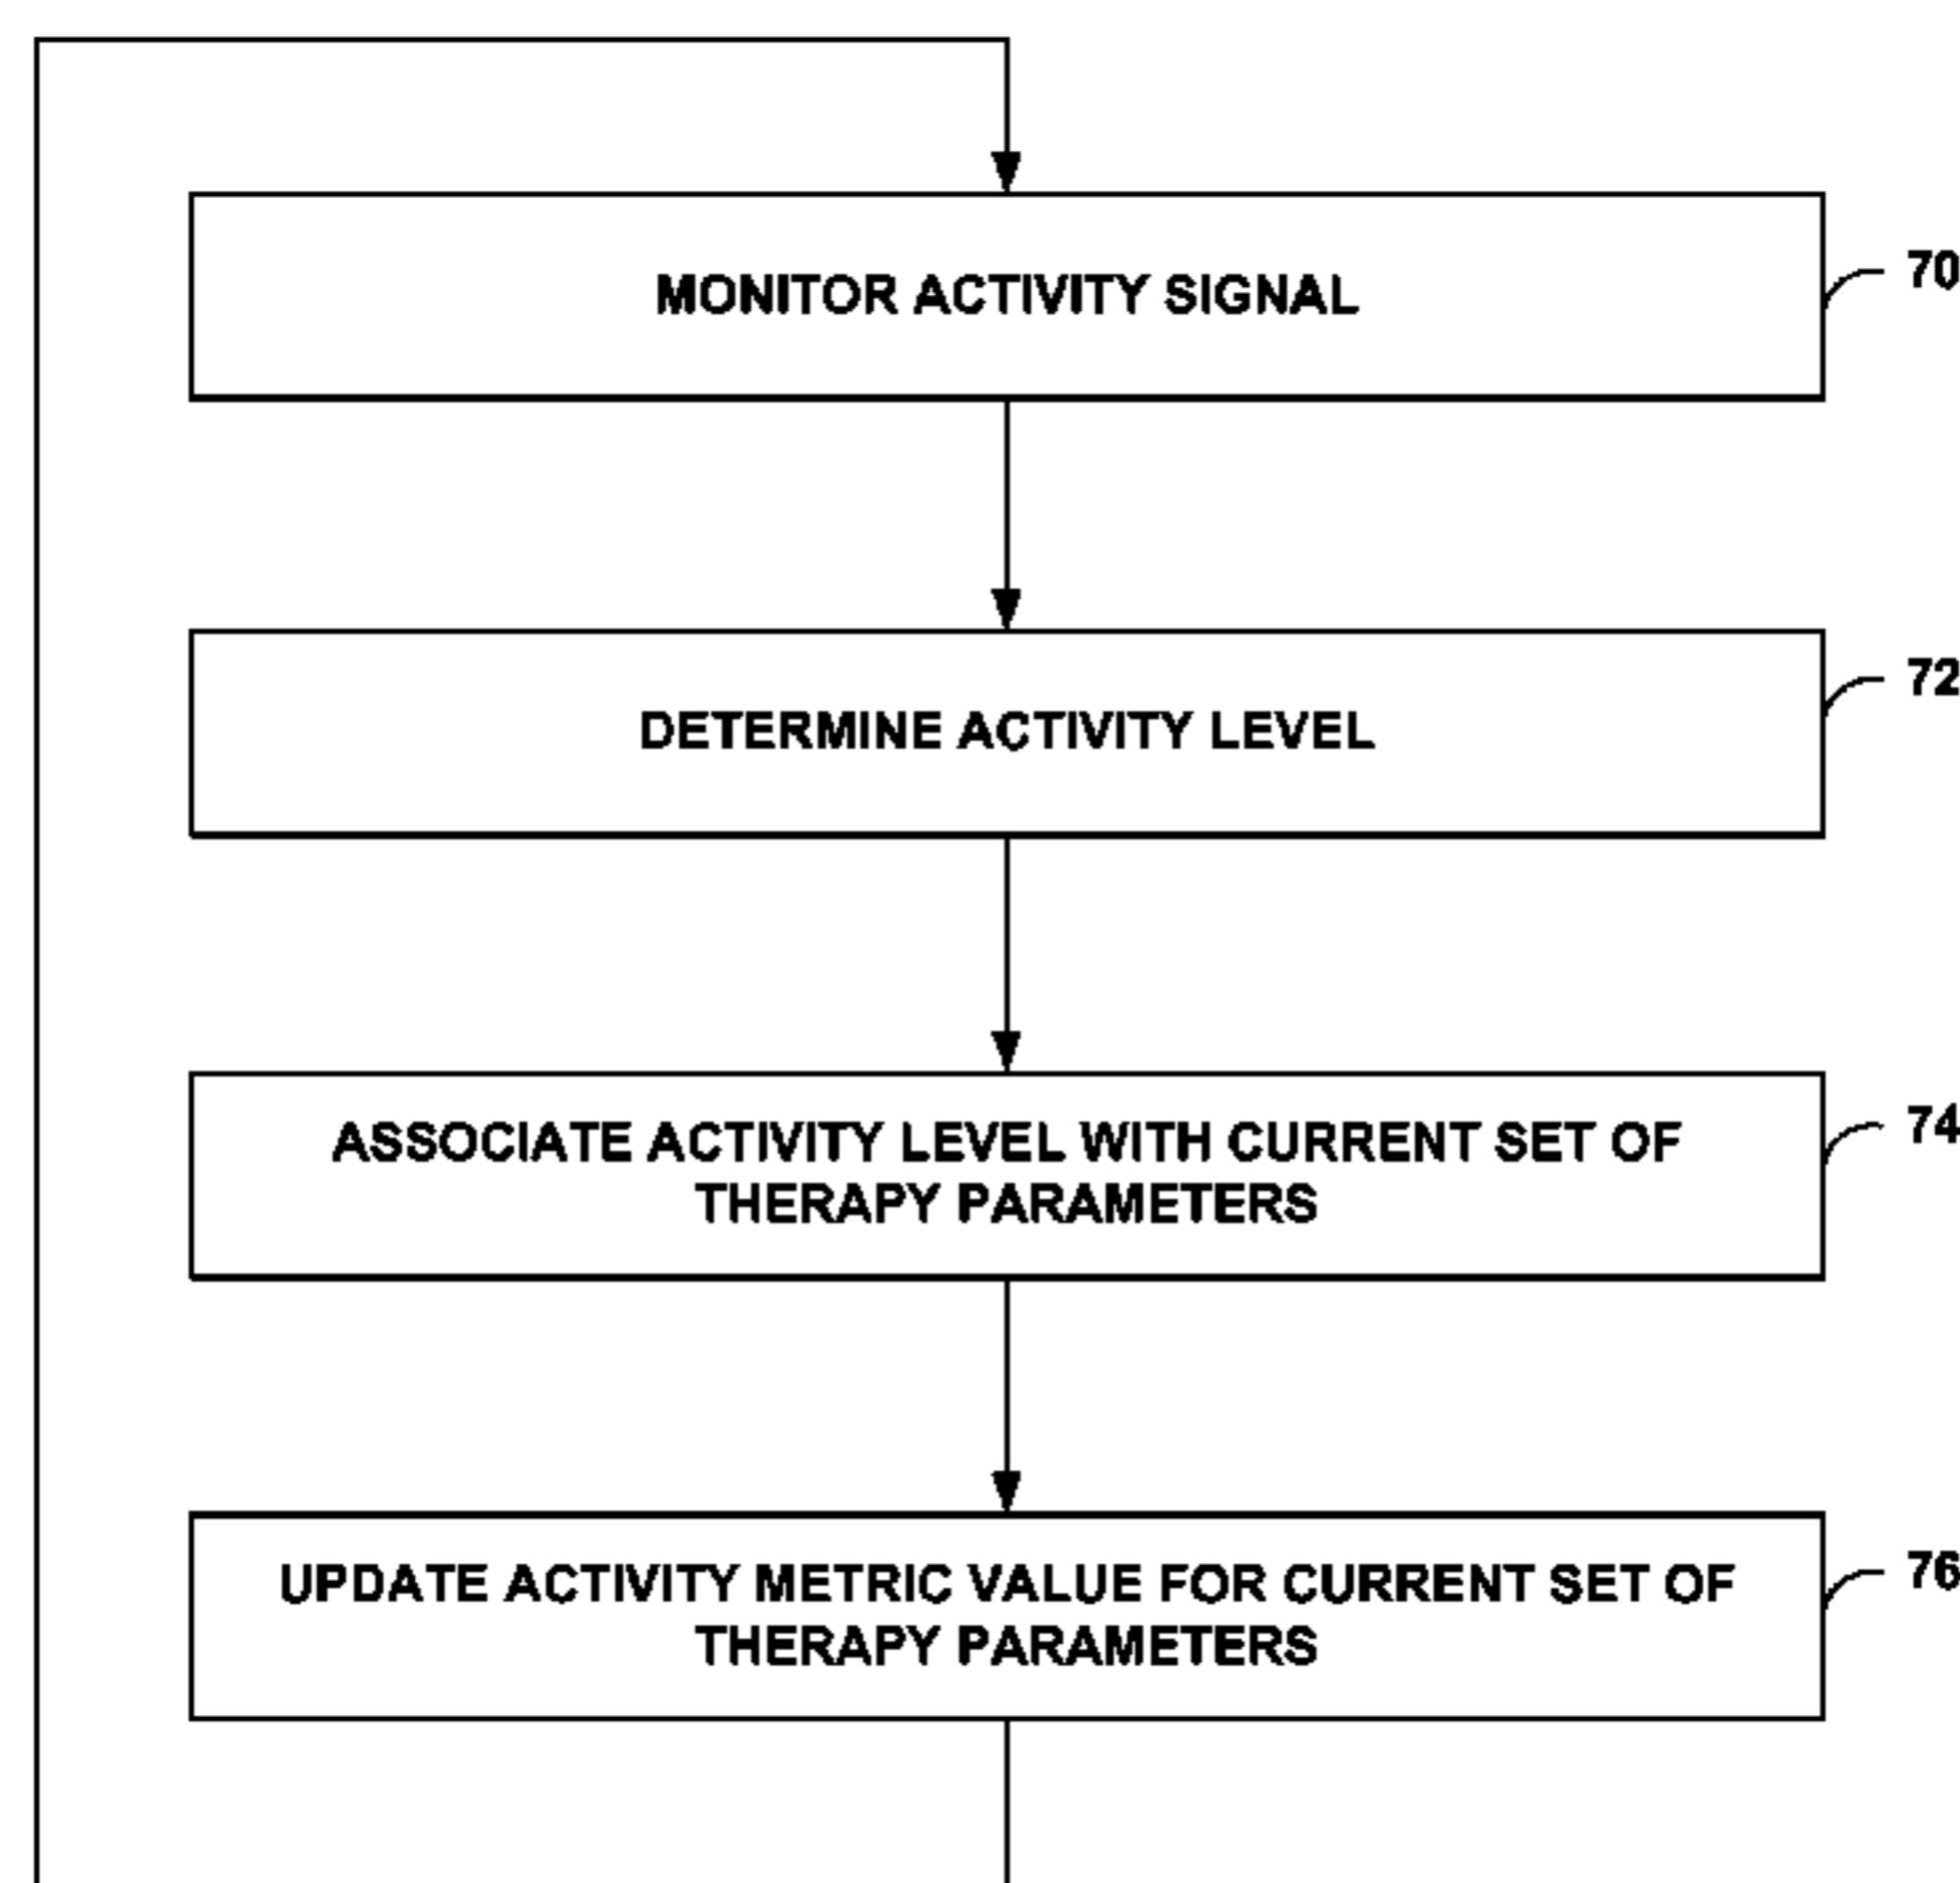 MONITOR ACTIVITY SIGNAL
70
DETERMINE ACTIVITY LEVEL
72
ASSOCIATE ACTIVITY LEVEL WITH CURRENT SET OF
THERAPY PARAMETERS
74
UPDATE ACTIVITY METRIC VALUE FOR CURRENT SET OF
THERAPY PARAMETERS
76